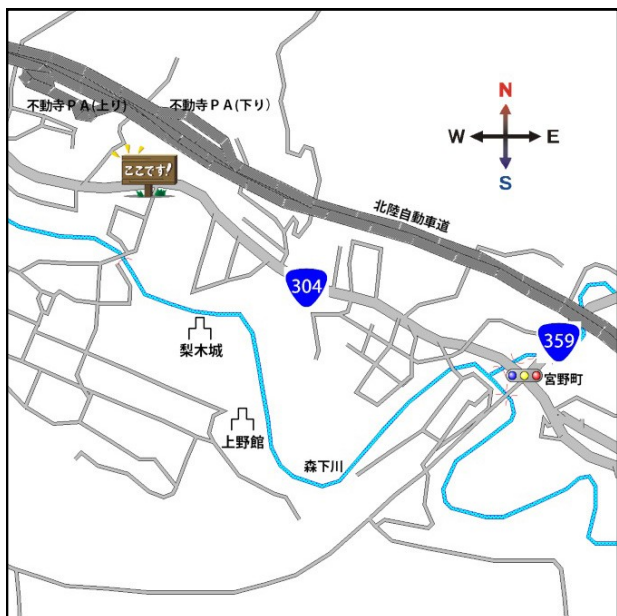 不動寺PA(上り)
不動寺PA(下り)
N
W
E
S
ここです!
北陸自動車道
304
359
梨木城
宮野町
上野館
森下川